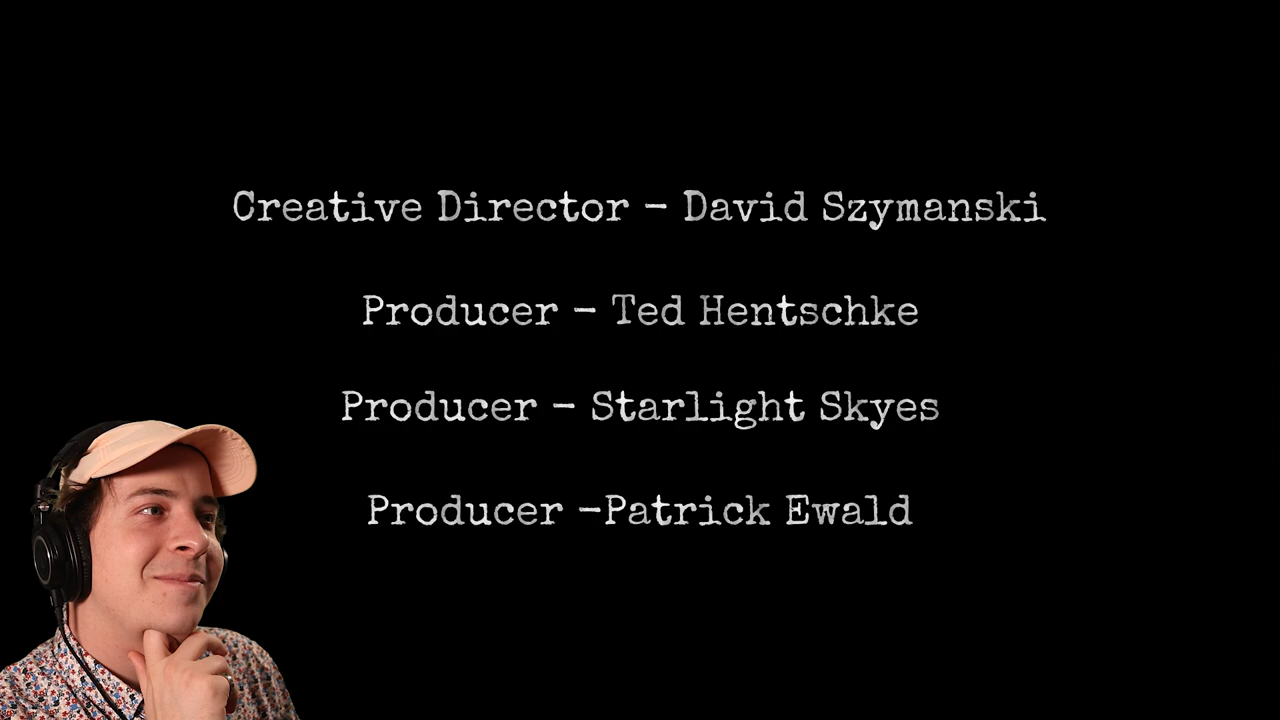 Creative Director - David Szymanski
Producer - Ted Hentschke
Producer - Starlight Skyes
Producer -Patrick Ewald